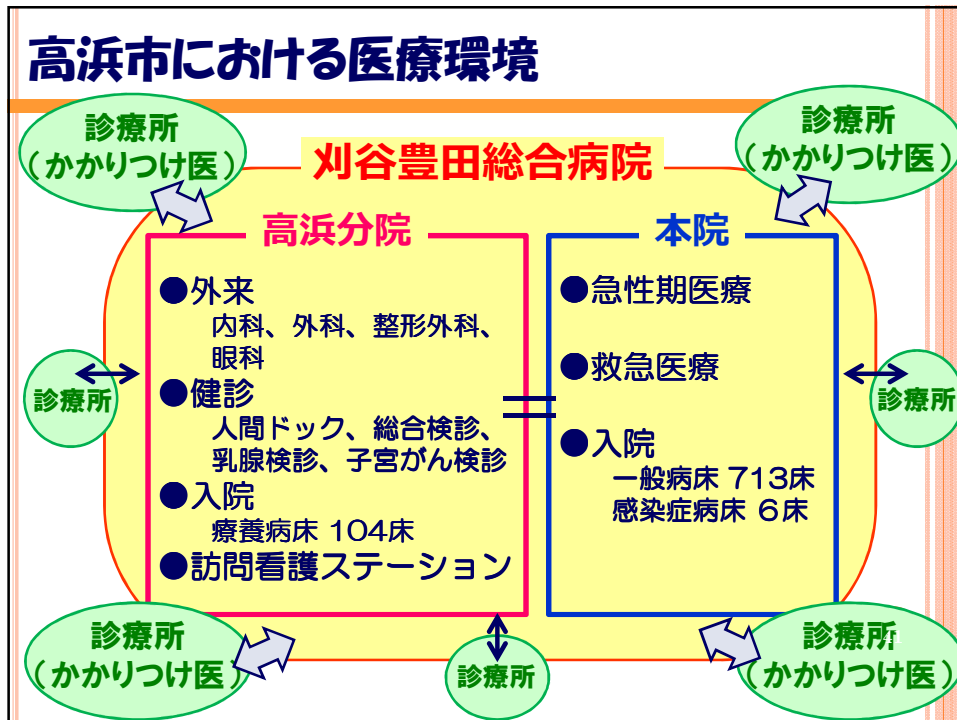 高浜市における医療環境
診療所
(かかりつけ医)
診療所
(かかりつけ医)
刈谷豊田総合病院
高浜分院
●外来
内科、外科、整形外科、
眼科
●健診
人間ドック、総合検診、
乳腺検診、子宮がん検診
●入院
療養病床 104床
●訪問看護ステーション
本院
●急性期医療
●救急医療
●入院
一般病床 713床
感染症病床 6床
診療所
診療所
診療所
(かかりつけ医)
診療所
診療所
(かかりつけ医)
41